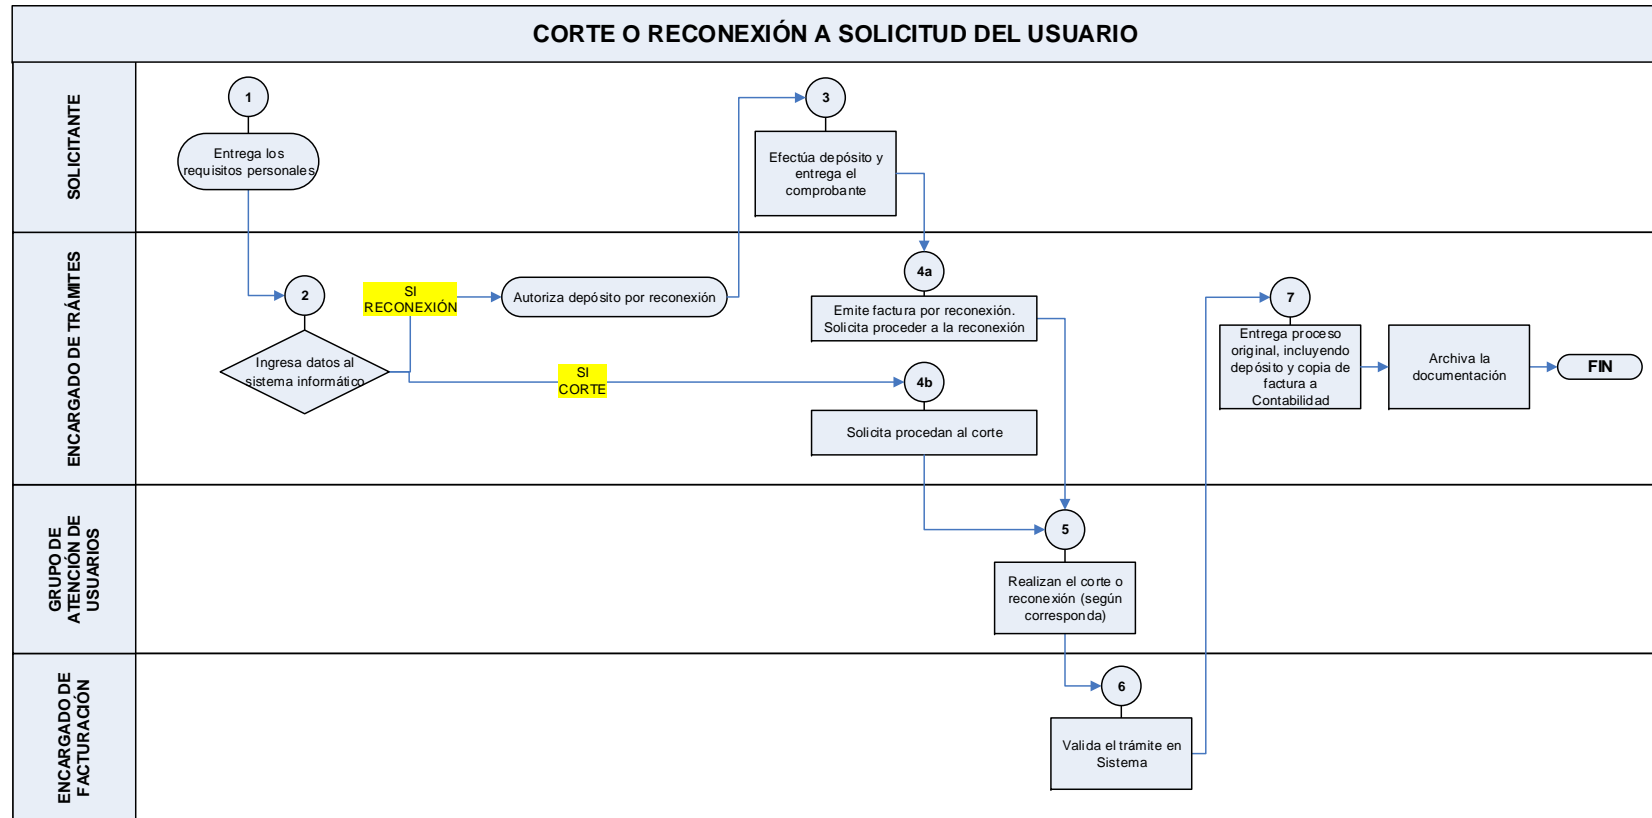 CORTE O RECONEXIÓN A SOLICITUD DEL USUARIO
SOLICITANTE
1
Entrega los
requisitos personales
3
Efectúa depósito y
entrega el
comprobante
ENCARGADO DE TRÁMITES
2
Ingresa datos al
sistema informático
SI
RECONEXIÓN
Autoriza depósito por reconexión
SI
CORTE
4a
Emite factura por reconexión.
Solicita proceder a la reconexión
4b
Solicita procedan al corte
7
Entrega proceso
original, incluyendo
depósito y copia de
factura a
Contabilidad
Archiva la
documentación
FIN
GRUPO DE
ATENCIÓN DE
USUARIOS
5
Realizan el corte o
reconexión (según
corresponda)
ENCARGADO DE
FACTURACIÓN
6
Valida el trámite en
Sistema